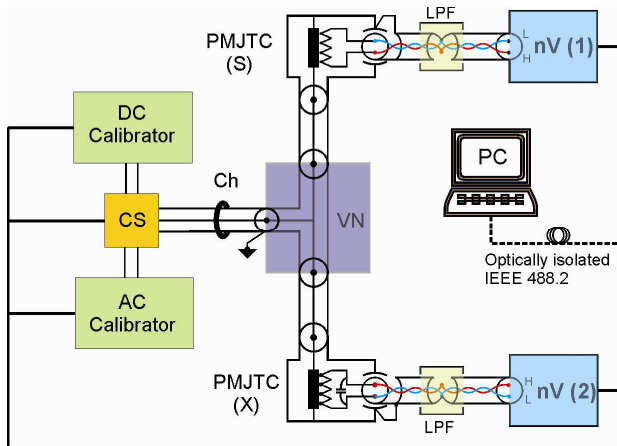 LPF
PMJTC
(S)
L
H
nV (1)
DC
Calibrator
PC
Ch
CS
VN
Optically isolated
IEEE 488.2
AC
Calibrator
PMJTC
(X)
H
L
nV (2)
LPF